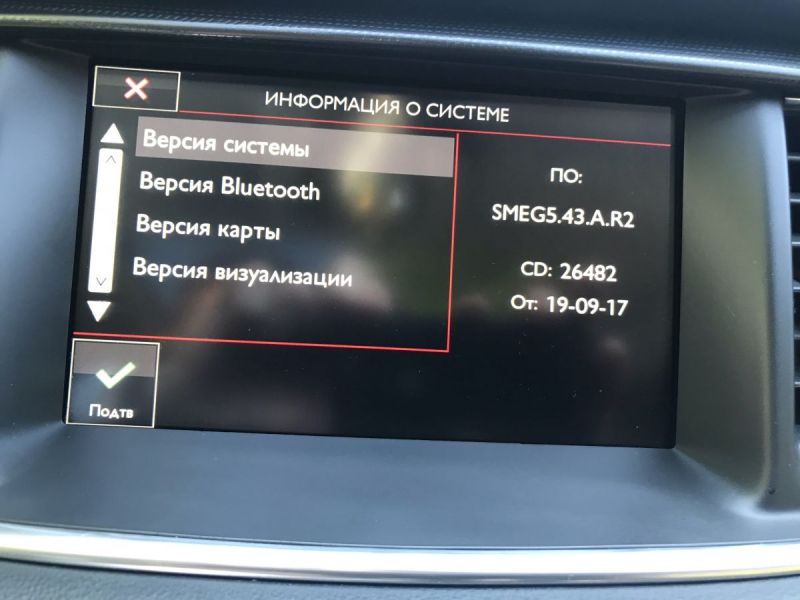 ИНФОРМАЦИЯ О СИСТЕМЕ
Версия системы
Версия Bluetooth
Версия карты
Версия визуализации
ПО:
SMEG5.43.A.R2
CD: 26482
От: 19-09-17
Подтв